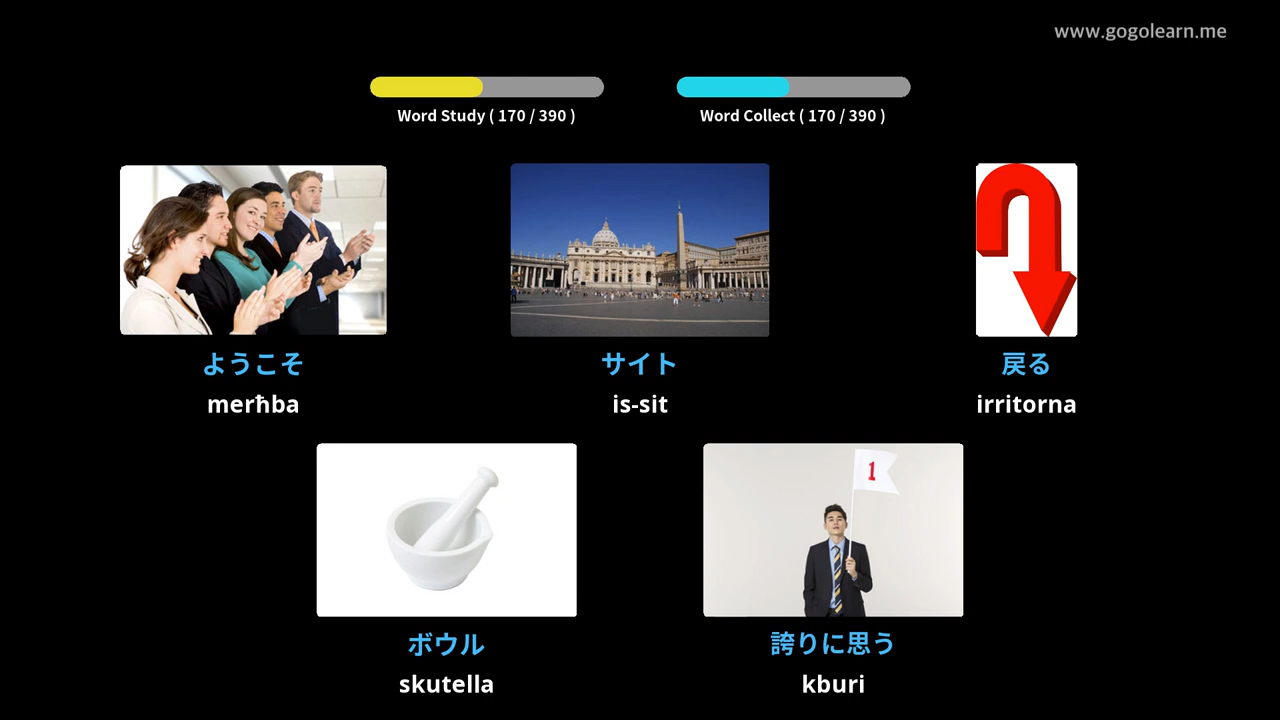 www.gogolearn.me
Word Study ( 170 / 390 )
Word Collect ( 170 / 390 )
ようこそ
merħba
サイト
is-sit
戻る
irritorna
1
ボウル
skutella
誇りに思う
kburi